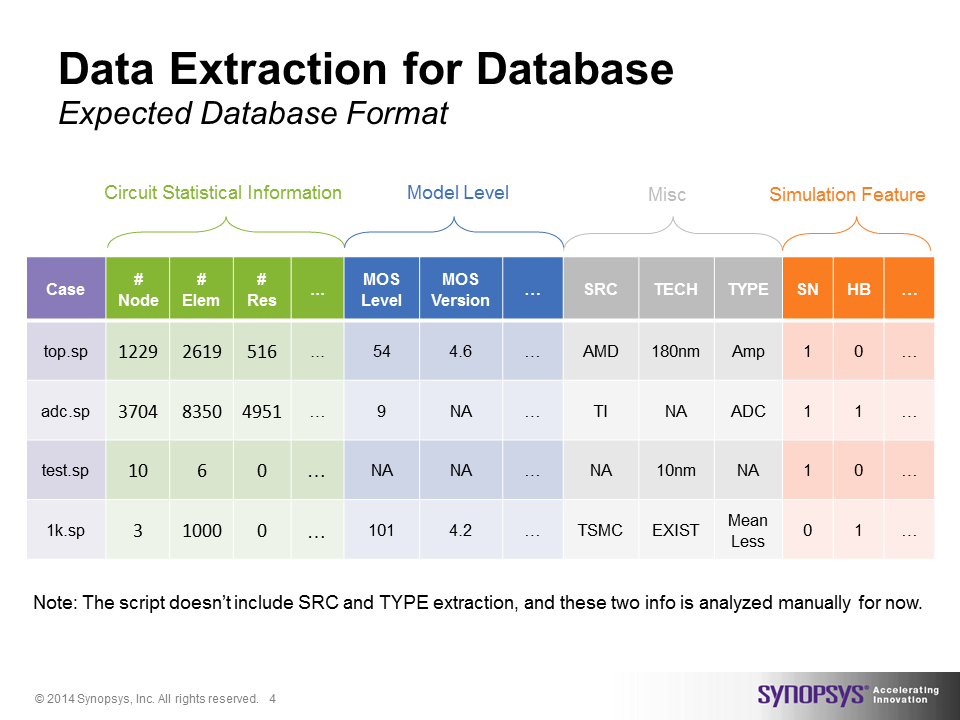 Data Extraction for Database
Expected Database Format
Circuit Statistical Information Model Level Misc Simulation Feature
Case # Node # Elem # Res … MOS Level MOS Version … SRC TECH TYPE SN HB …
top.sp 1229 2619 516 … 54 4.6 … AMD 180nm Amp 1 0 …
adc.sp 3704 8350 4951 … 9 NA … TI NA ADC 1 1 …
test.sp 10 6 0 … NA NA … NA 10nm NA 1 0 …
1k.sp 3 1000 0 … 101 4.2 … TSMC EXIST Mean Less 0 1 …
Note: The script doesn’t include SRC and TYPE extraction, and these two info is analyzed manually for now.
© 2014 Synopsys, Inc. All rights reserved. 4
SYNOPSYS® Accelerating
Innovation